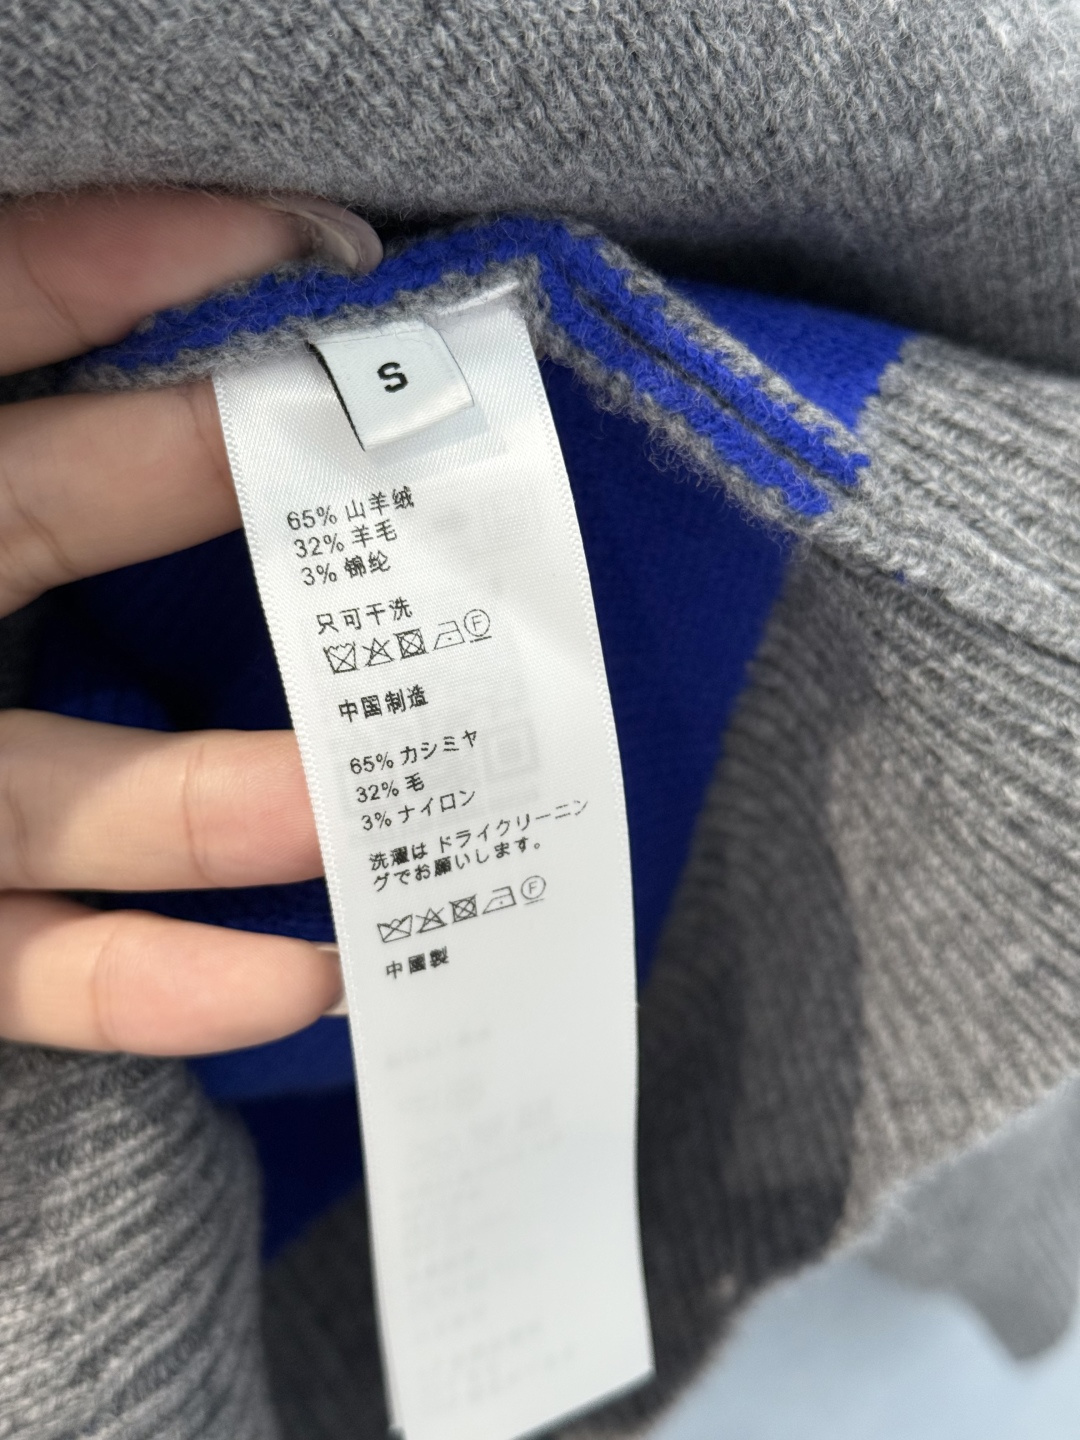 S
65% 山羊绒
32% 羊毛
3% 锦纶
只可干洗
F
中国制造
65% カシミヤ
32% 毛
3% ナイロン
洗濯は ドライクリーニン
グでお願いします。
F
中國製